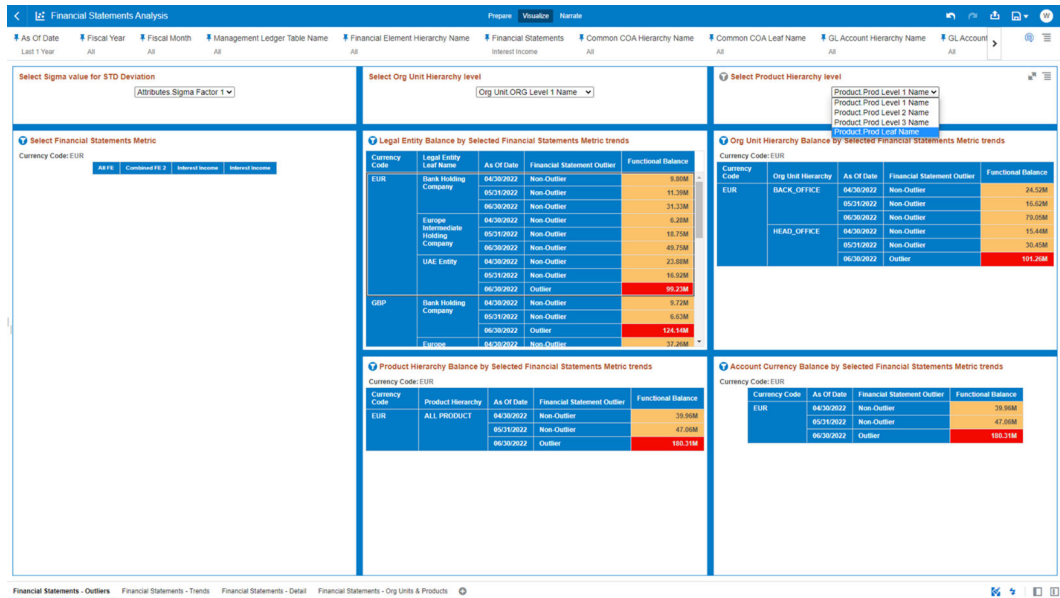 Financial Statements Analysis
Prepare Visualize Narrate
W
As Of Date Fiscal Year Fiscal Month Management Ledger Table Name Financial Element Hierarchy Name Financial Statements Common COA Hierarchy Name Common COA Leaf Name GL Account Hierarchy Name GL Account
Last 1 Year All All All All Interest Income All All All All
Select Sigma value for STD Deviation
Attributes.Sigma Factor 1
Select Org Unit Hierarchy level
Org Unit.ORG Level 1 Name
Select Product Hierarchy level
Product.Prod Level 1 Name
Product.Prod Level 1 Name
Product.Prod Level 2 Name
Product.Prod Level 3 Name
Product.Prod Leaf Name
Select Financial Statements Metric
Currency Code: EUR
All FE Combined FE 2 Interest Income Interest Income
Legal Entity Balance by Selected Financial Statements Metric trends
Currency Code Legal Entity Leaf Name As Of Date Financial Statement Outlier Functional Balance
EUR Bank Holding Company 04/30/2022 Non-Outlier 9.80M
05/31/2022 Non-Outlier 11.39M
06/30/2022 Non-Outlier 31.33M
Europe Intermediate Holding Company 04/30/2022 Non-Outlier 6.28M
05/31/2022 Non-Outlier 18.75M
06/30/2022 Non-Outlier 49.75M
UAE Entity 04/30/2022 Non-Outlier 23.88M
05/31/2022 Non-Outlier 16.92M
06/30/2022 Outlier 99.23M
GBP Bank Holding Company 04/30/2022 Non-Outlier 9.72M
05/31/2022 Non-Outlier 6.63M
06/30/2022 Outlier 124.14M
Europe 04/30/2022 Non-Outlier 37.26M
Org Unit Hierarchy Balance by Selected Financial Statements Metric trends
Currency Code: EUR
Currency Code Org Unit Hierarchy As Of Date Financial Statement Outlier Functional Balance
EUR BACK_OFFICE 04/30/2022 Non-Outlier 24.52M
05/31/2022 Non-Outlier 16.62M
06/30/2022 Non-Outlier 79.05M
HEAD_OFFICE 04/30/2022 Non-Outlier 15.44M
05/31/2022 Non-Outlier 30.45M
06/30/2022 Outlier 101.26M
Product Hierarchy Balance by Selected Financial Statements Metric trends
Currency Code: EUR
Currency Code Product Hierarchy As Of Date Financial Statement Outlier Functional Balance
EUR ALL PRODUCT 04/30/2022 Non-Outlier 39.96M
05/31/2022 Non-Outlier 47.06M
06/30/2022 Outlier 180.31M
Account Currency Balance by Selected Financial Statements Metric trends
Currency Code: EUR
Currency Code As Of Date Financial Statement Outlier Functional Balance
EUR 04/30/2022 Non-Outlier 39.96M
05/31/2022 Non-Outlier 47.06M
06/30/2022 Outlier 180.31M
Financial Statements - Outliers Financial Statements - Trends Financial Statements - Detail Financial Statements - Org Units & Products